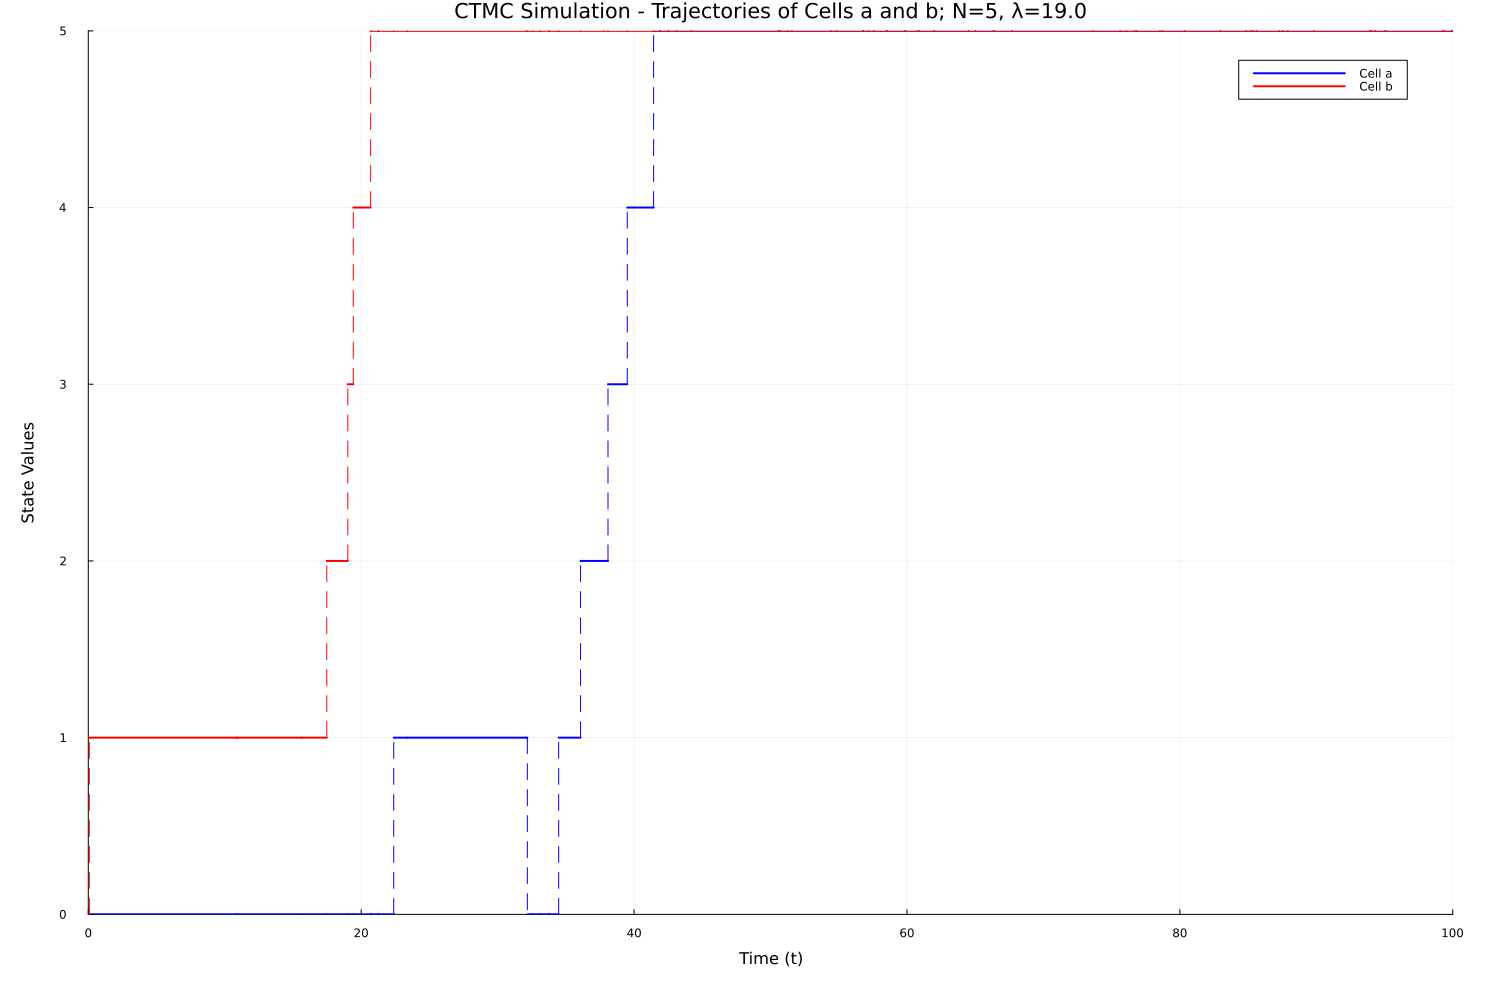 CTMC Simulation - Trajectories of Cells a and b; N=5, λ=19.0
5
Cell a
Cell b
4
3
State Values
2
1
0
0 20 40 60 80 100
Time (t)